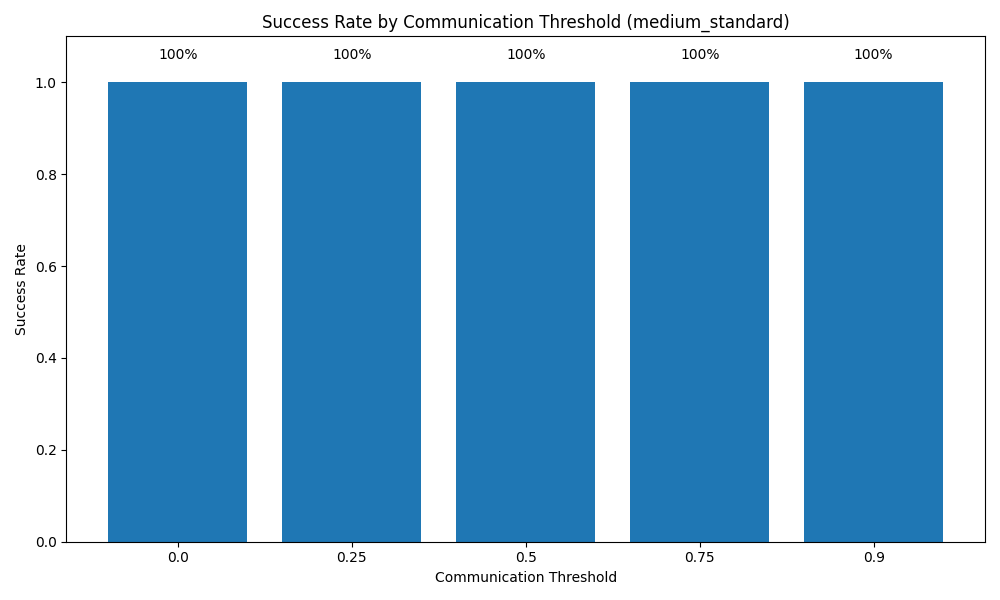 Success Rate by Communication Threshold (medium_standard)
100% 100% 100% 100% 100%
1.0
0.8
0.6
0.4
0.2
0.0
Success Rate
0.0 0.25 0.5 0.75 0.9
Communication Threshold